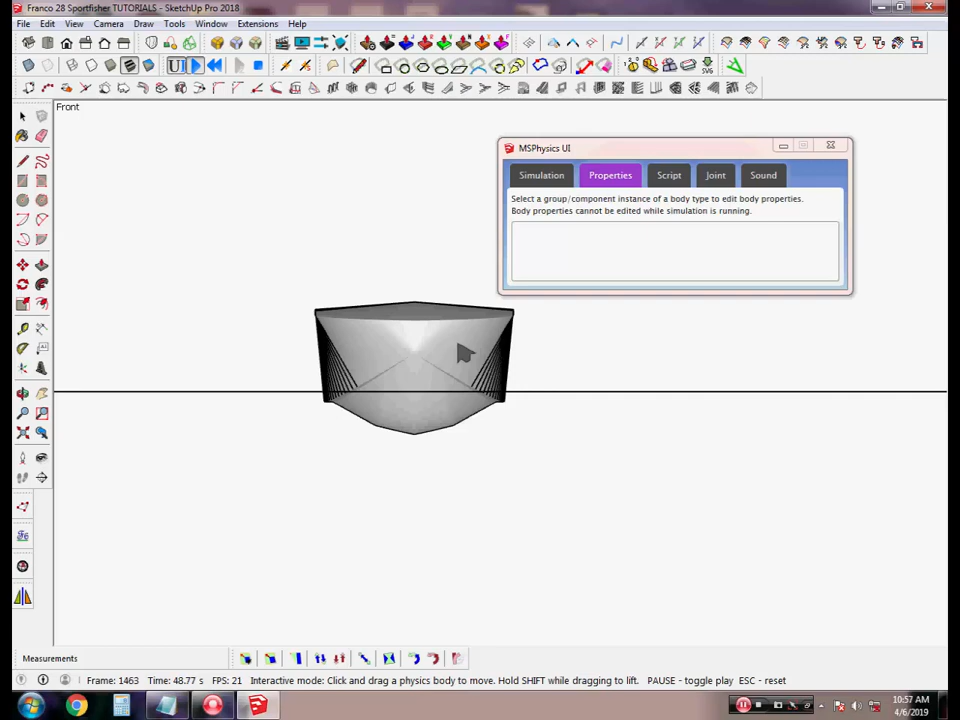 Franco 28 Sportfisher TUTORIALS - SketchUp Pro 2018
File Edit View Camera Draw Tools Window Extensions Help
UI
SVG
Front
MSPhysics UI
Simulation Properties Script Joint Sound
Select a group/component instance of a body type to edit body properties.
Body properties cannot be edited while simulation is running.
Measurements
Frame: 1463 Time: 48.77 s FPS: 21 Interactive mode: Click and drag a physics body to move. Hold SHIFT while dragging to lift. PAUSE - toggle play ESC - reset
10:57 AM
4/6/2019